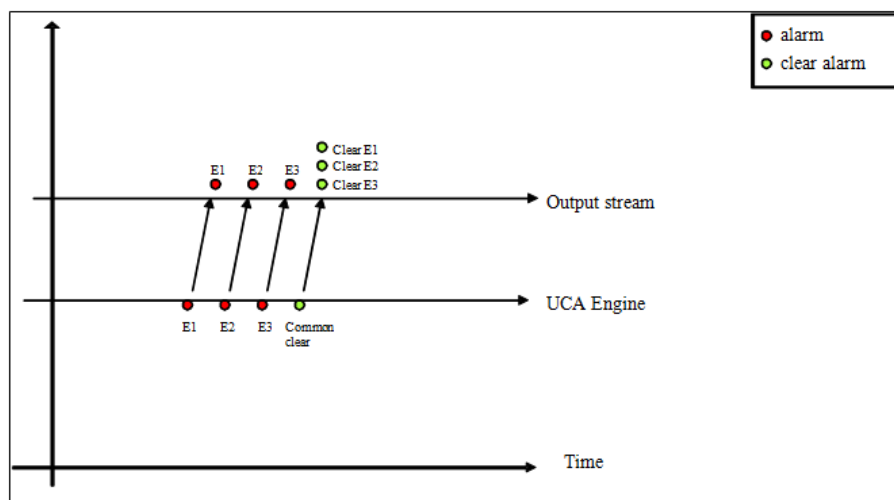 alarm
clear alarm
Clear E1
E1 E2 E3 Clear E2
Clear E3
Output stream
UCA Engine
E1 E2 E3 Common
clear
Time